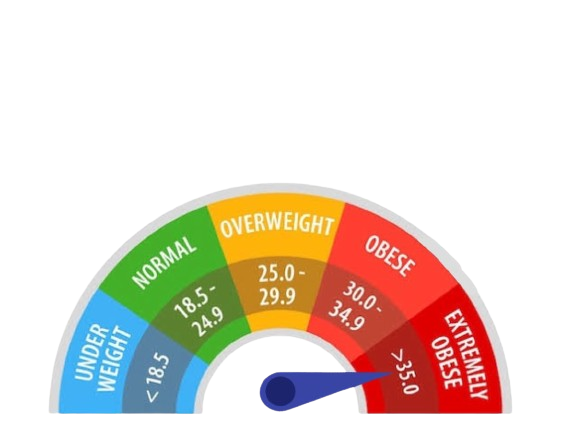 UNDER
WEIGHT
< 18.5
NORMAL
18.5 -
24.9
OVERWEIGHT
25.0 -
29.9
OBESE
30.0 -
34.9
EXTREMELY
OBESE
>35.0